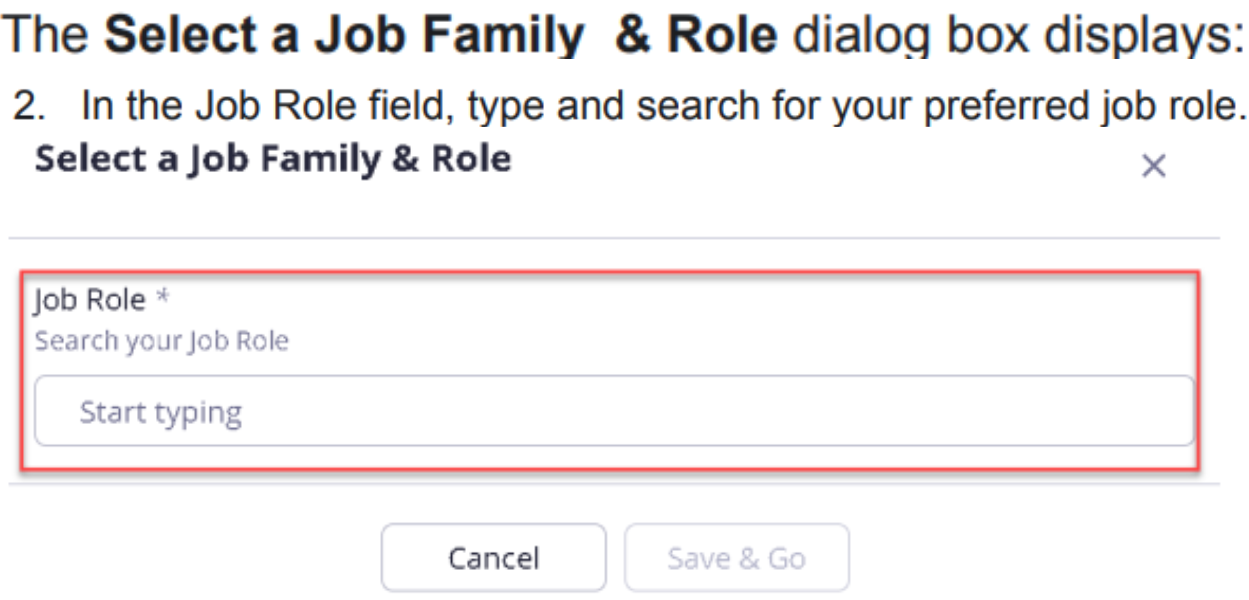 The Select a Job Family & Role dialog box displays:
2. In the Job Role field, type and search for your preferred job role.
Select a Job Family & Role
×
Job Role *
Search your Job Role
Start typing
Cancel Save & Go